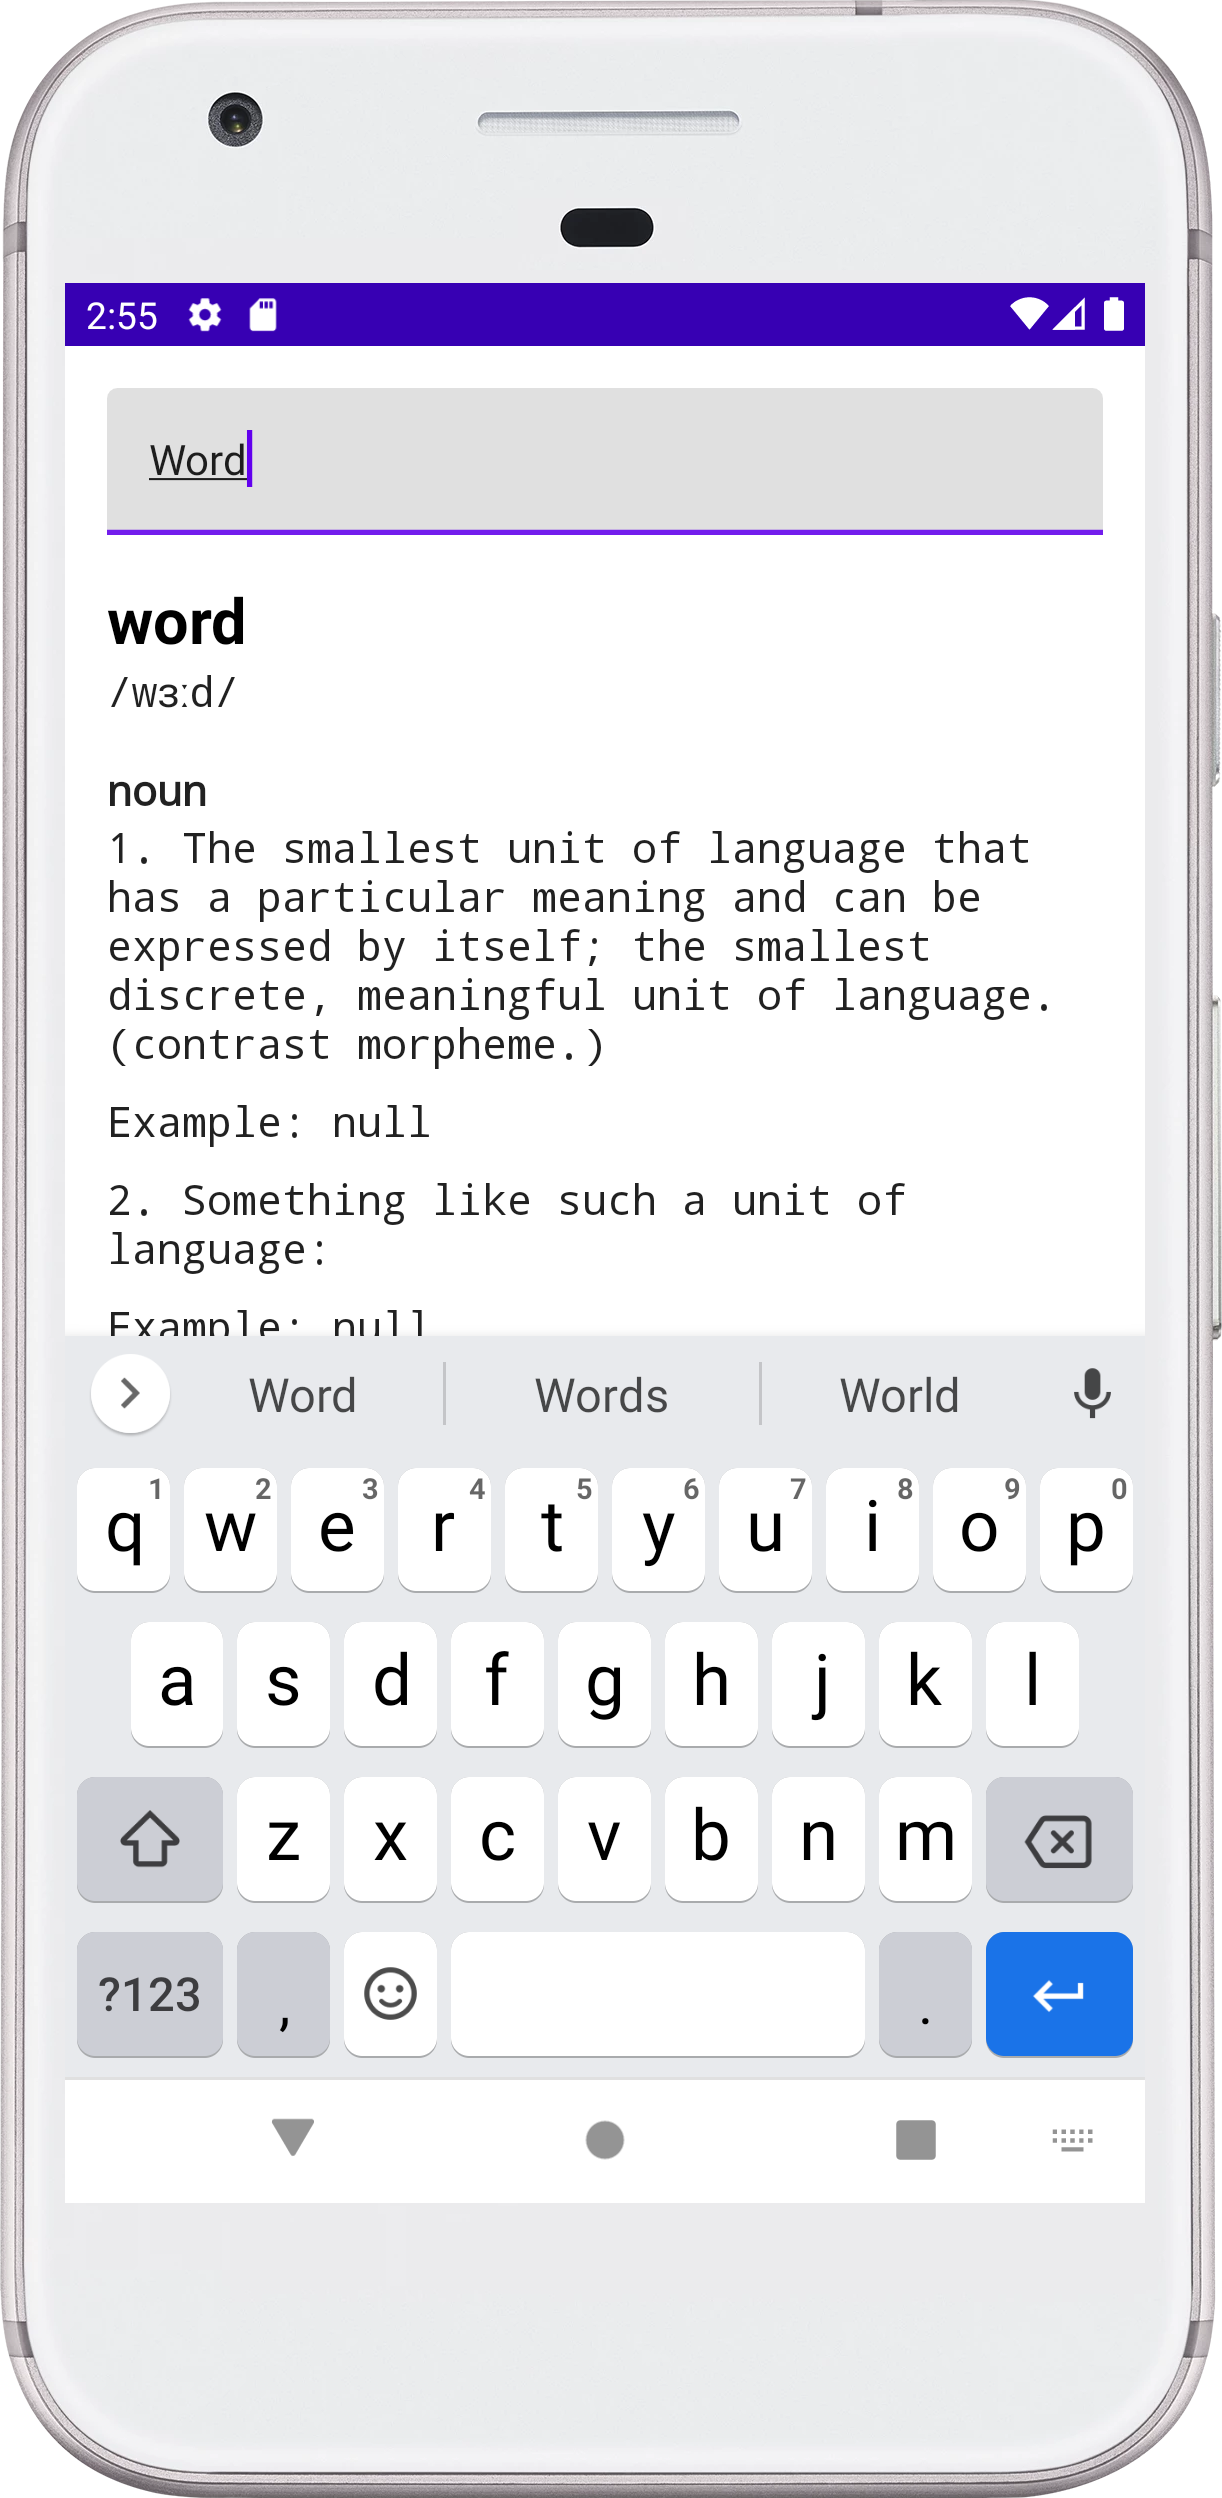 2:55
Word
word
/wɜːd/
noun
1. The smallest unit of language that
has a particular meaning and can be
expressed by itself; the smallest
discrete, meaningful unit of language.
(contrast morpheme.)
Example: null
2. Something like such a unit of
language:
Example: null
Word Words World
1 2 3 4 5 6 7 8 9 0
q w e r t y u i o p
a s d f g h j k l
z x c v b n m
?123 , .